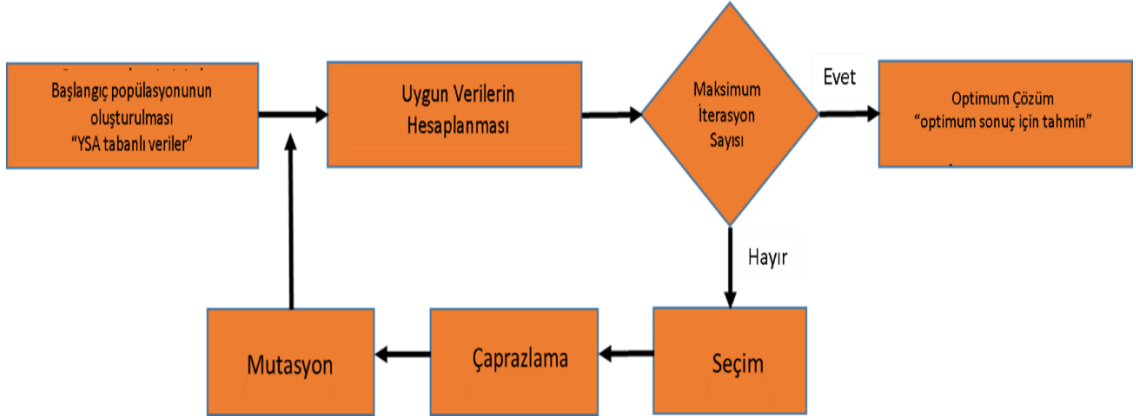 Başlangıç popülasyonunun
oluşturulması
“YSA tabanlı veriler”
Uygun Verilerin
Hesaplanması
Maksimum
İterasyon
Sayısı
Evet
Optimum Çözüm
“optimum sonuç için tahmin”
Hayır
Seçim
Çaprazlama
Mutasyon